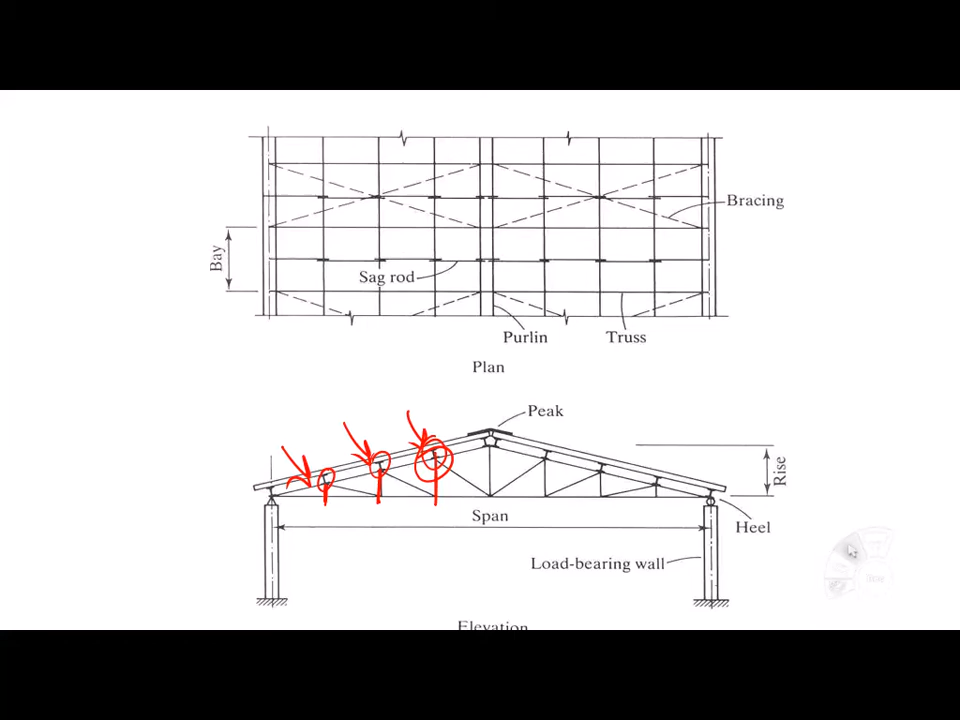 Bracing
Bay
Sag rod
Purlin
Truss
Plan
Peak
Rise
Span
Heel
Load-bearing wall
Elevation